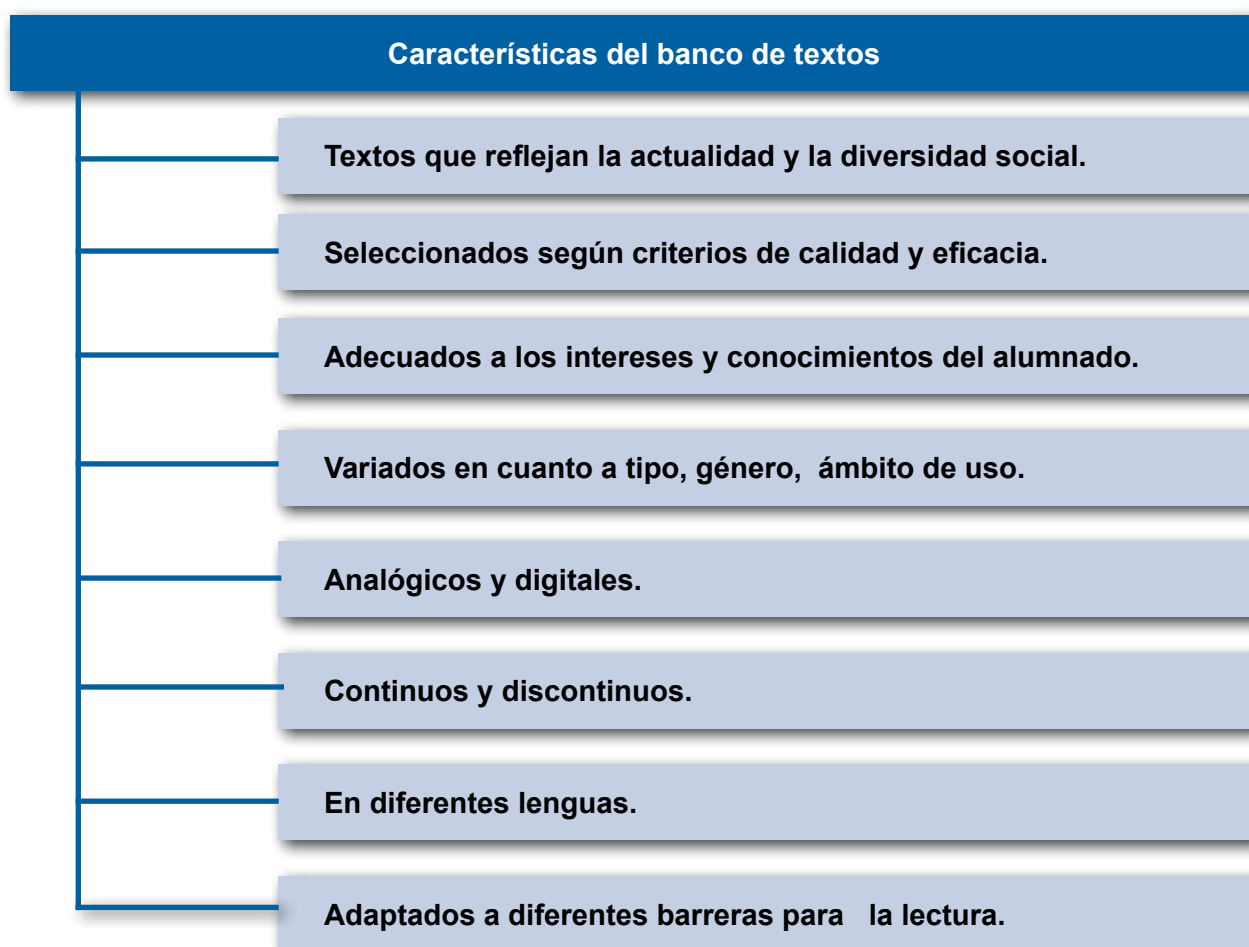 Características del banco de textos
Textos que reflejan la actualidad y la diversidad social.
Seleccionados según criterios de calidad y eficacia.
Adecuados a los intereses y conocimientos del alumnado.
Variados en cuanto a tipo, género,  ámbito de uso.
Analógicos y digitales.
Continuos y discontinuos.
En diferentes lenguas.
Adaptados a diferentes barreras para   la lectura.